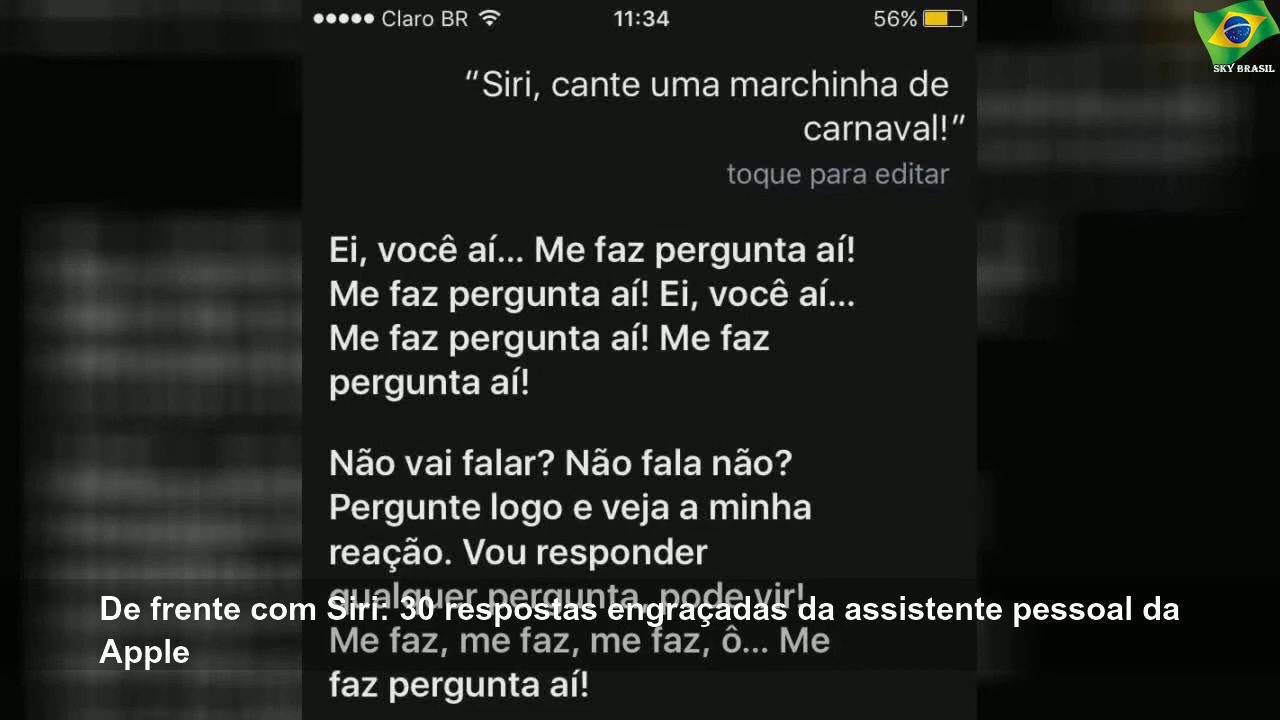 ●●●●● Claro BR 11:34 56%
SKY BRASIL
“Siri, cante uma marchinha de
carnaval!”
toque para editar
Ei, você aí... Me faz pergunta aí!
Me faz pergunta aí! Ei, você aí...
Me faz pergunta aí! Me faz
pergunta aí!
Não vai falar? Não fala não?
Pergunte logo e veja a minha
reação. Vou responder
qualquer pergunta, pode vir!
Me faz, me faz, me faz, ô... Me
faz pergunta aí!
De frente com Siri: 30 respostas engraçadas da assistente pessoal da
Apple